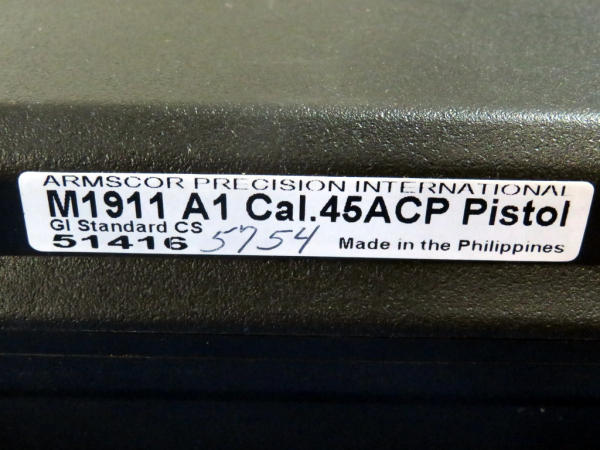 ARMSCOR PRECISION INTERNATIONAL
M1911 A1 Cal.45ACP Pistol
GI Standard CS
51416 5754 Made in the Philippines